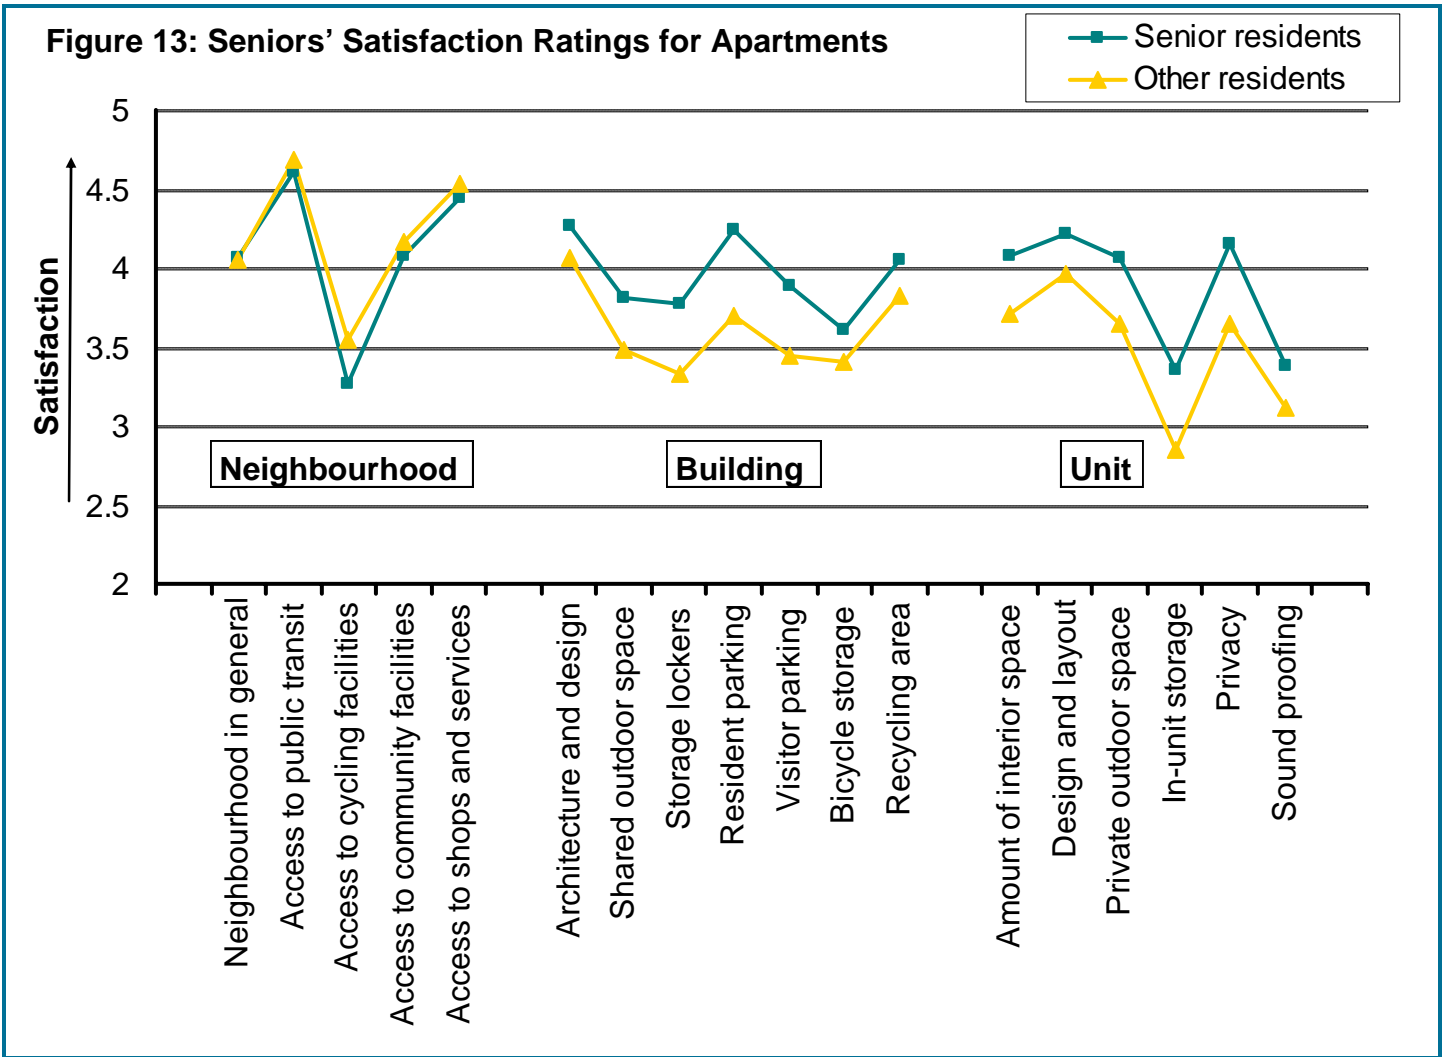 Figure 13: Seniors’ Satisfaction Ratings for Apartments
Senior residents
Other residents
Satisfaction
5
4.5
4
3.5
3
2.5
2
Neighbourhood
Building
Unit
Neighbourhood in general
Access to public transit
Access to cycling facilities
Access to community facilities
Access to shops and services
Architecture and design
Shared outdoor space
Storage lockers
Resident parking
Visitor parking
Bicycle storage
Recycling area
Amount of interior space
Design and layout
Private outdoor space
In-unit storage
Privacy
Sound proofing